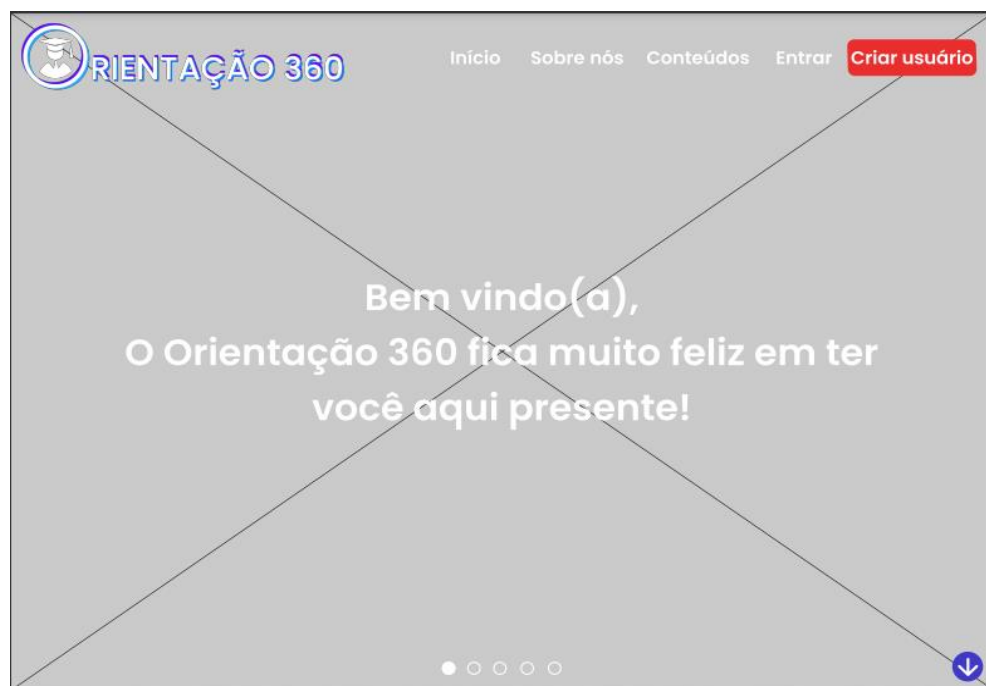 ORIENTAÇÃO 360
Início Sobre nós Conteúdos Entrar Criar usuário
Bem vindo(a),
O Orientação 360 fica muito feliz em ter
você aqui presente!